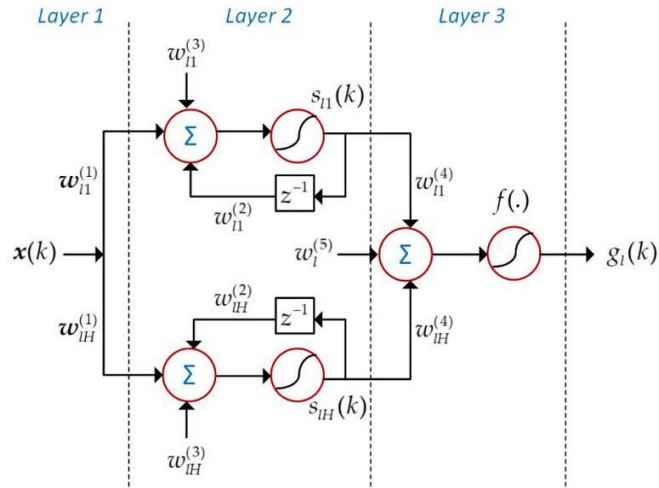 Layer 1 Layer 2 Layer 3
w_{l1}^{(3)}
s_{l1}(k)
Σ
w_{l1}^{(1)}
z^{-1}
w_{l1}^{(2)}
w_{l1}^{(4)}
f(.)
x(k)
w_l^{(5)}
Σ
g_l(k)
w_{lH}^{(2)}
z^{-1}
w_{lH}^{(1)}
w_{lH}^{(4)}
Σ
s_{lH}(k)
w_{lH}^{(3)}